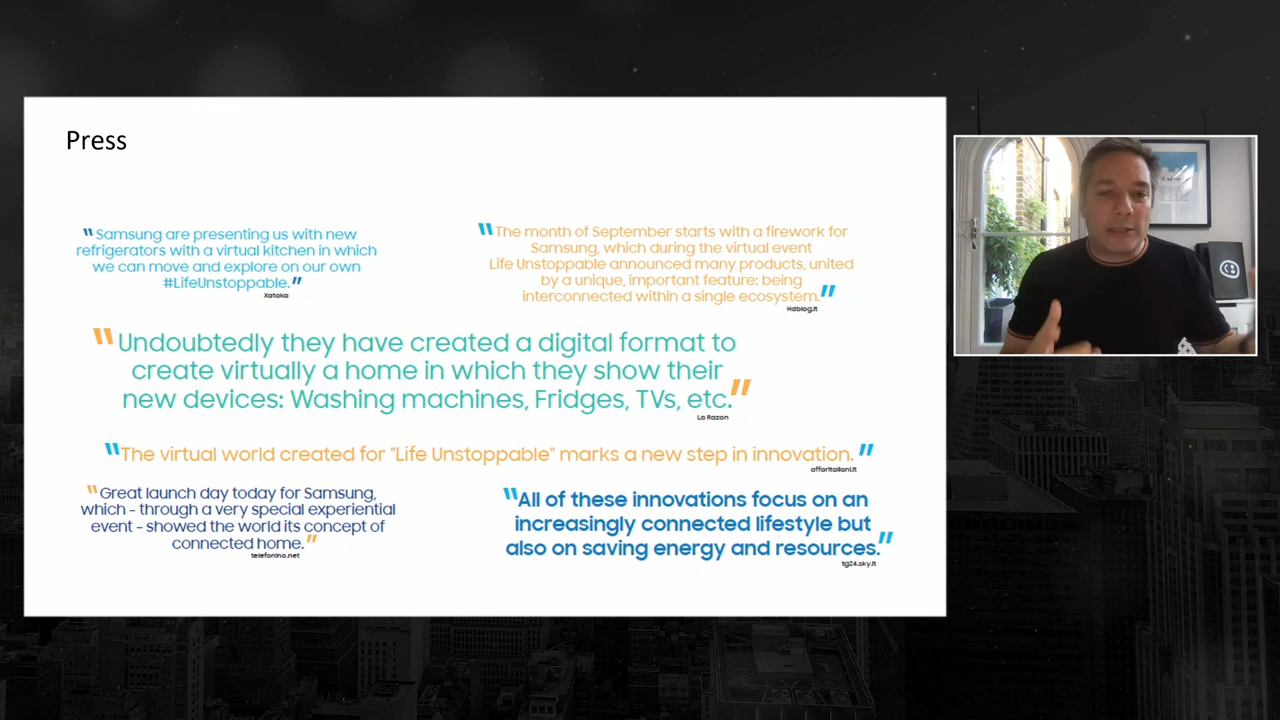 Press
"Samsung are presenting us with new
refrigerators with a virtual kitchen in which
we can move and explore on our own
#LifeUnstoppable."
Xataka
"The month of September starts with a firework for
Samsung, which during the virtual event
Life Unstoppable announced many products, united
by a unique, important feature: being
interconnected within a single ecosystem."
Hdblog.it
"Undoubtedly they have created a digital format to
create virtually a home in which they show their
new devices: Washing machines, Fridges, TVs, etc."
La Razon
"The virtual world created for "Life Unstoppable" marks a new step in innovation."
affaritaliani.it
"Great launch day today for Samsung,
which - through a very special experiential
event - showed the world its concept of
connected home."
telefonino.net
"All of these innovations focus on an
increasingly connected lifestyle but
also on saving energy and resources."
tg24.sky.it